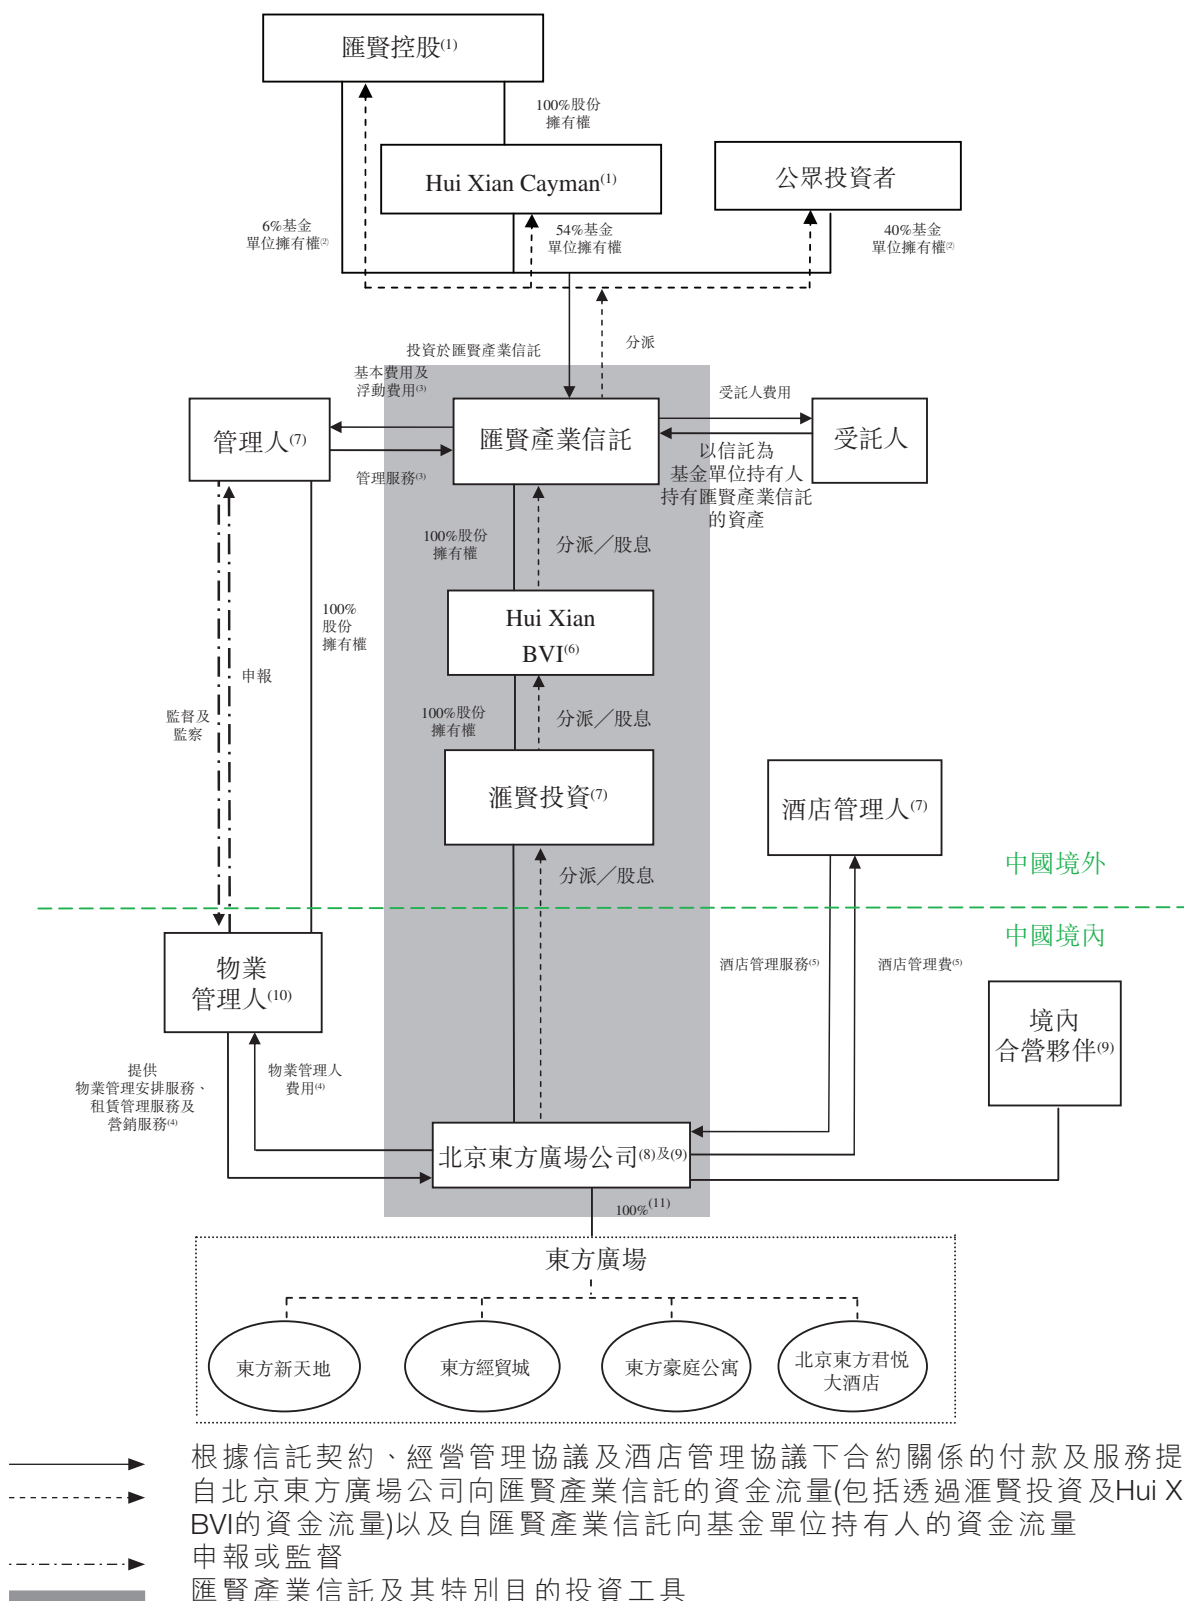 匯賢控股(1)
100%股份
擁有權
Hui Xian Cayman(1)
公眾投資者
6%基金
單位擁有權(2)
54%基金
單位擁有權
40%基金
單位擁有權(2)
投資於匯賢產業信託
分派
基本費用及
浮動費用(3)
受託人費用
管理人(7)
匯賢產業信託
受託人
管理服務(3)
以信託為
基金單位持有人
持有匯賢產業信託
的資產
100%股份
擁有權
分派／股息
100%
股份
擁有權
Hui Xian
BVI(6)
申報
監督及
監察
100%股份
擁有權
分派／股息
滙賢投資(7)
酒店管理人(7)
分派／股息
中國境外
中國境內
物業
管理人(10)
酒店管理服務(5)
酒店管理費(5)
境內
合營夥伴(9)
提供
物業管理安排服務、
租賃管理服務及
營銷服務(4)
物業管理人
費用(4)
北京東方廣場公司(8)及(9)
100%(11)
東方廣場
東方新天地
東方經貿城
東方豪庭公寓
北京東方君悅
大酒店
根據信託契約、經營管理協議及酒店管理協議下合約關係的付款及服務提
自北京東方廣場公司向匯賢產業信託的資金流量(包括透過滙賢投資及Hui X
BVI的資金流量)以及自匯賢產業信託向基金單位持有人的資金流量
申報或監督
匯賢產業信託及其特別目的投資工具